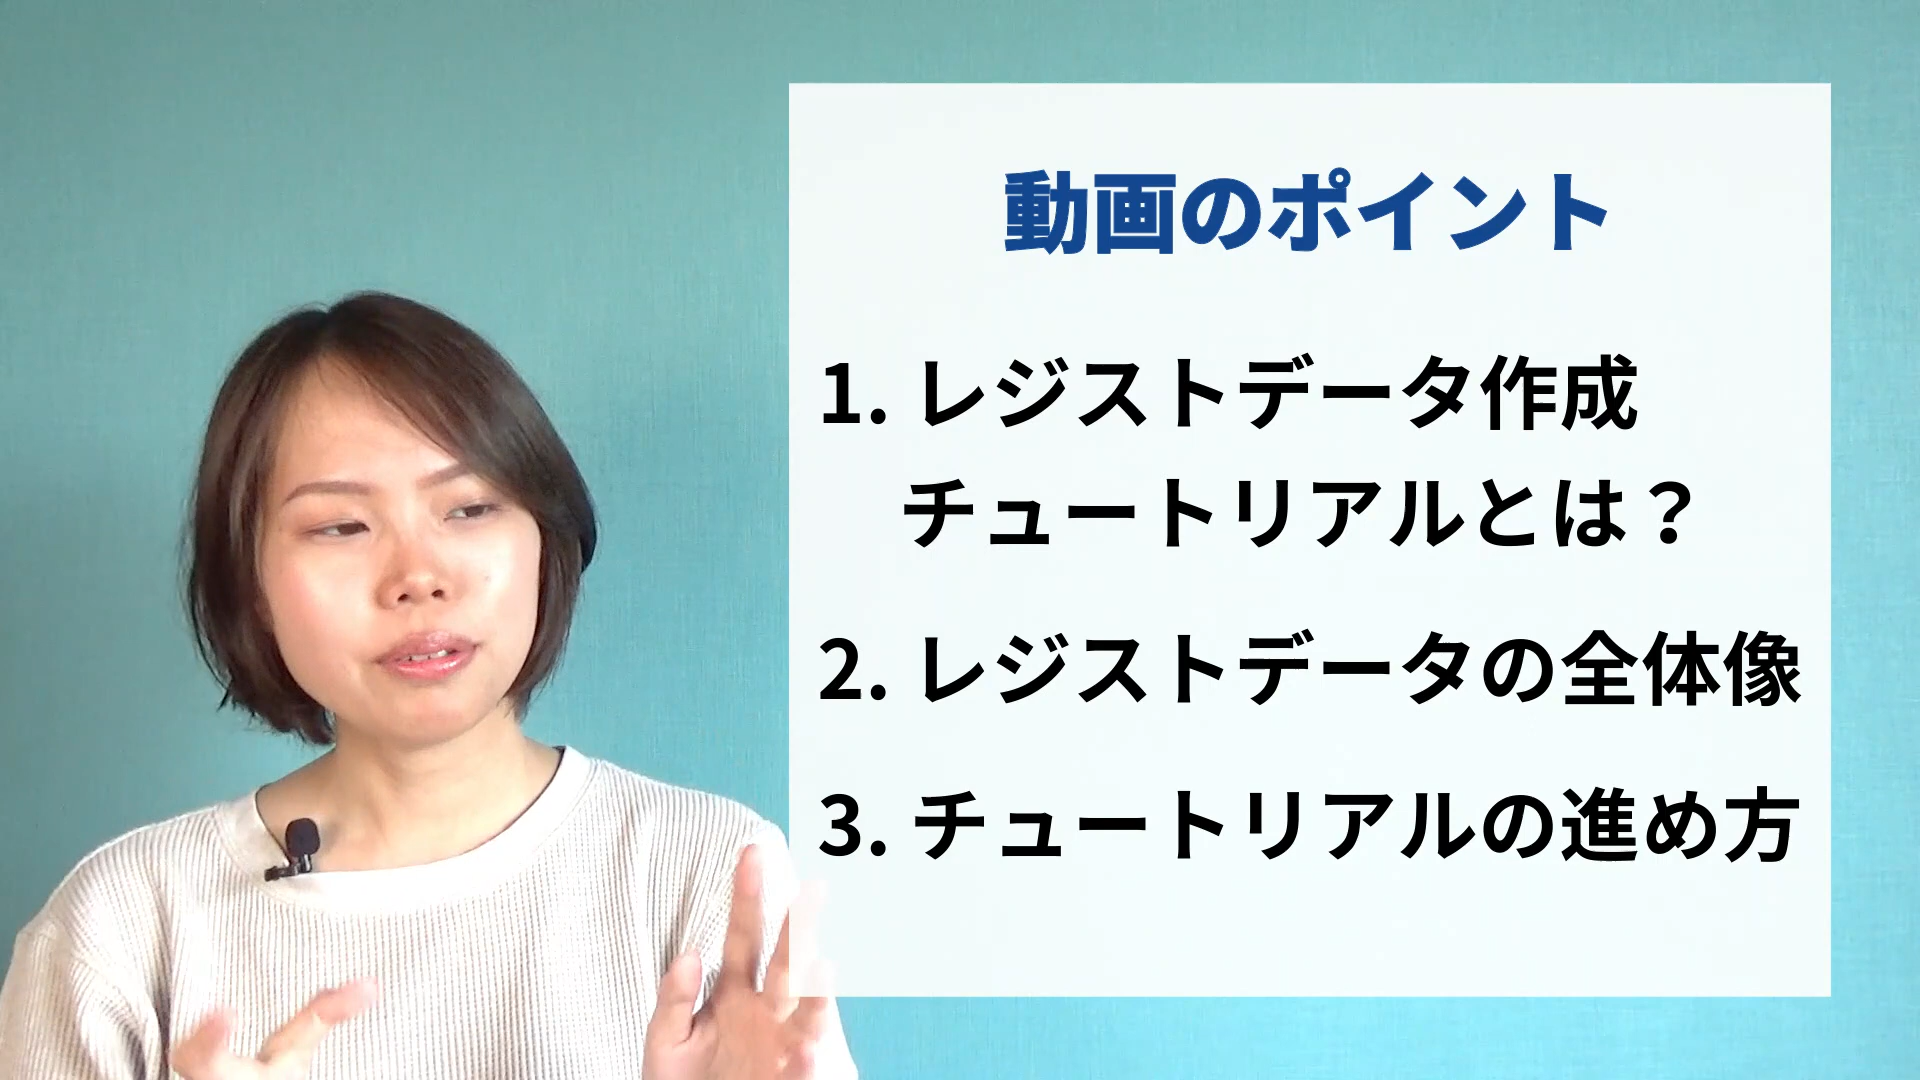 動画のポイント
1. レジストデータ作成
チュートリアルとは？
2. レジストデータの全体像
3. チュートリアルの進め方